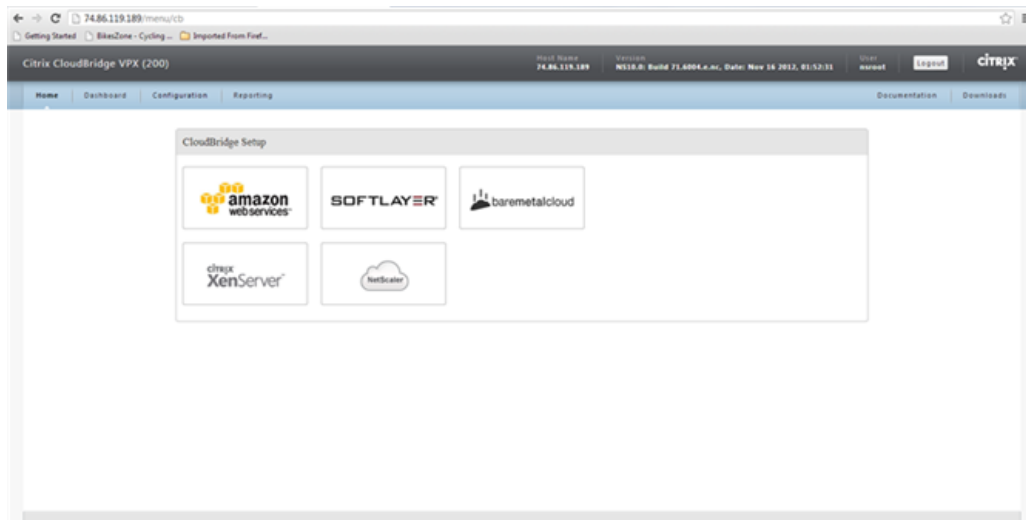 74.86.119.189/menu/cb
Getting Started BikesZone - Cycling ... Imported From Firef...
Citrix CloudBridge VPX (200)
Host Name
74.86.119.189
Version
NS10.0: Build 71.6004.e.nc, Date: Nov 16 2012, 01:52:31
User
nsroot
Logout
CITRIX
Home Dashboard Configuration Reporting Documentation Downloads
CloudBridge Setup
amazon
webservices
SOFTLAYER
baremetalcloud
CITRIX
XenServer
NetScaler